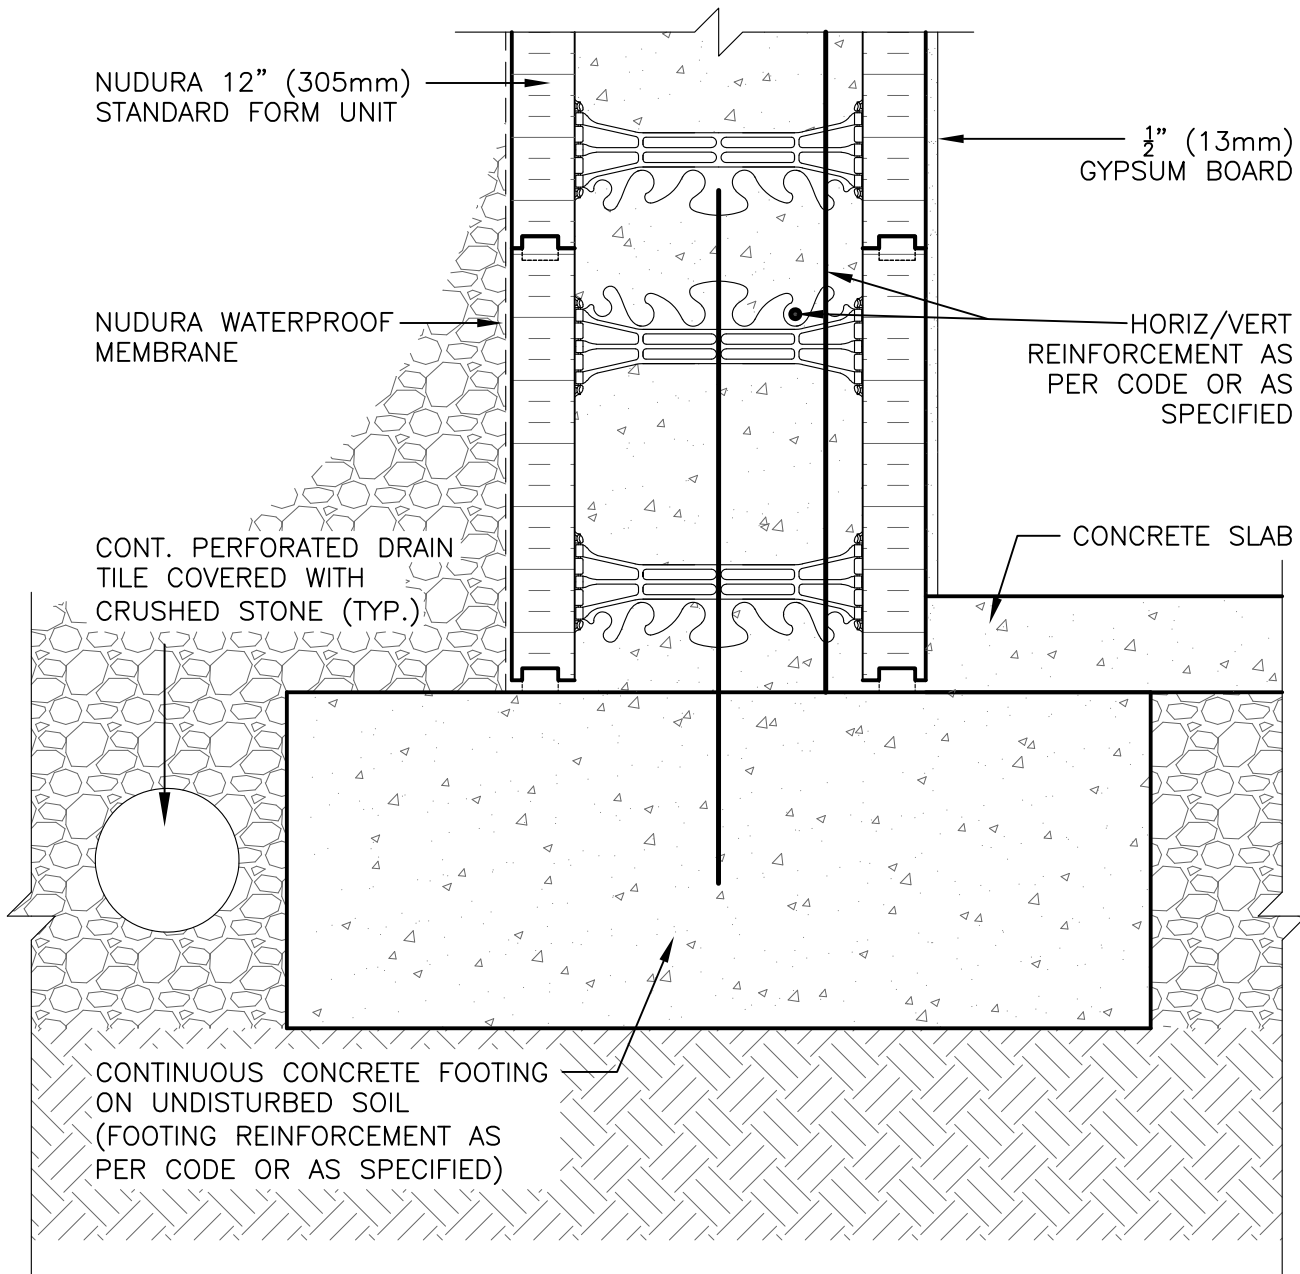 NUDURA 12” (305mm)
STANDARD FORM UNIT
½” (13mm)
GYPSUM BOARD
NUDURA WATERPROOF
MEMBRANE
HORIZ/VERT
REINFORCEMENT AS
PER CODE OR AS
SPECIFIED
CONT. PERFORATED DRAIN
TILE COVERED WITH
CRUSHED STONE (TYP.)
CONCRETE SLAB
CONTINUOUS CONCRETE FOOTING
ON UNDISTURBED SOIL
(FOOTING REINFORCEMENT AS
PER CODE OR AS SPECIFIED)